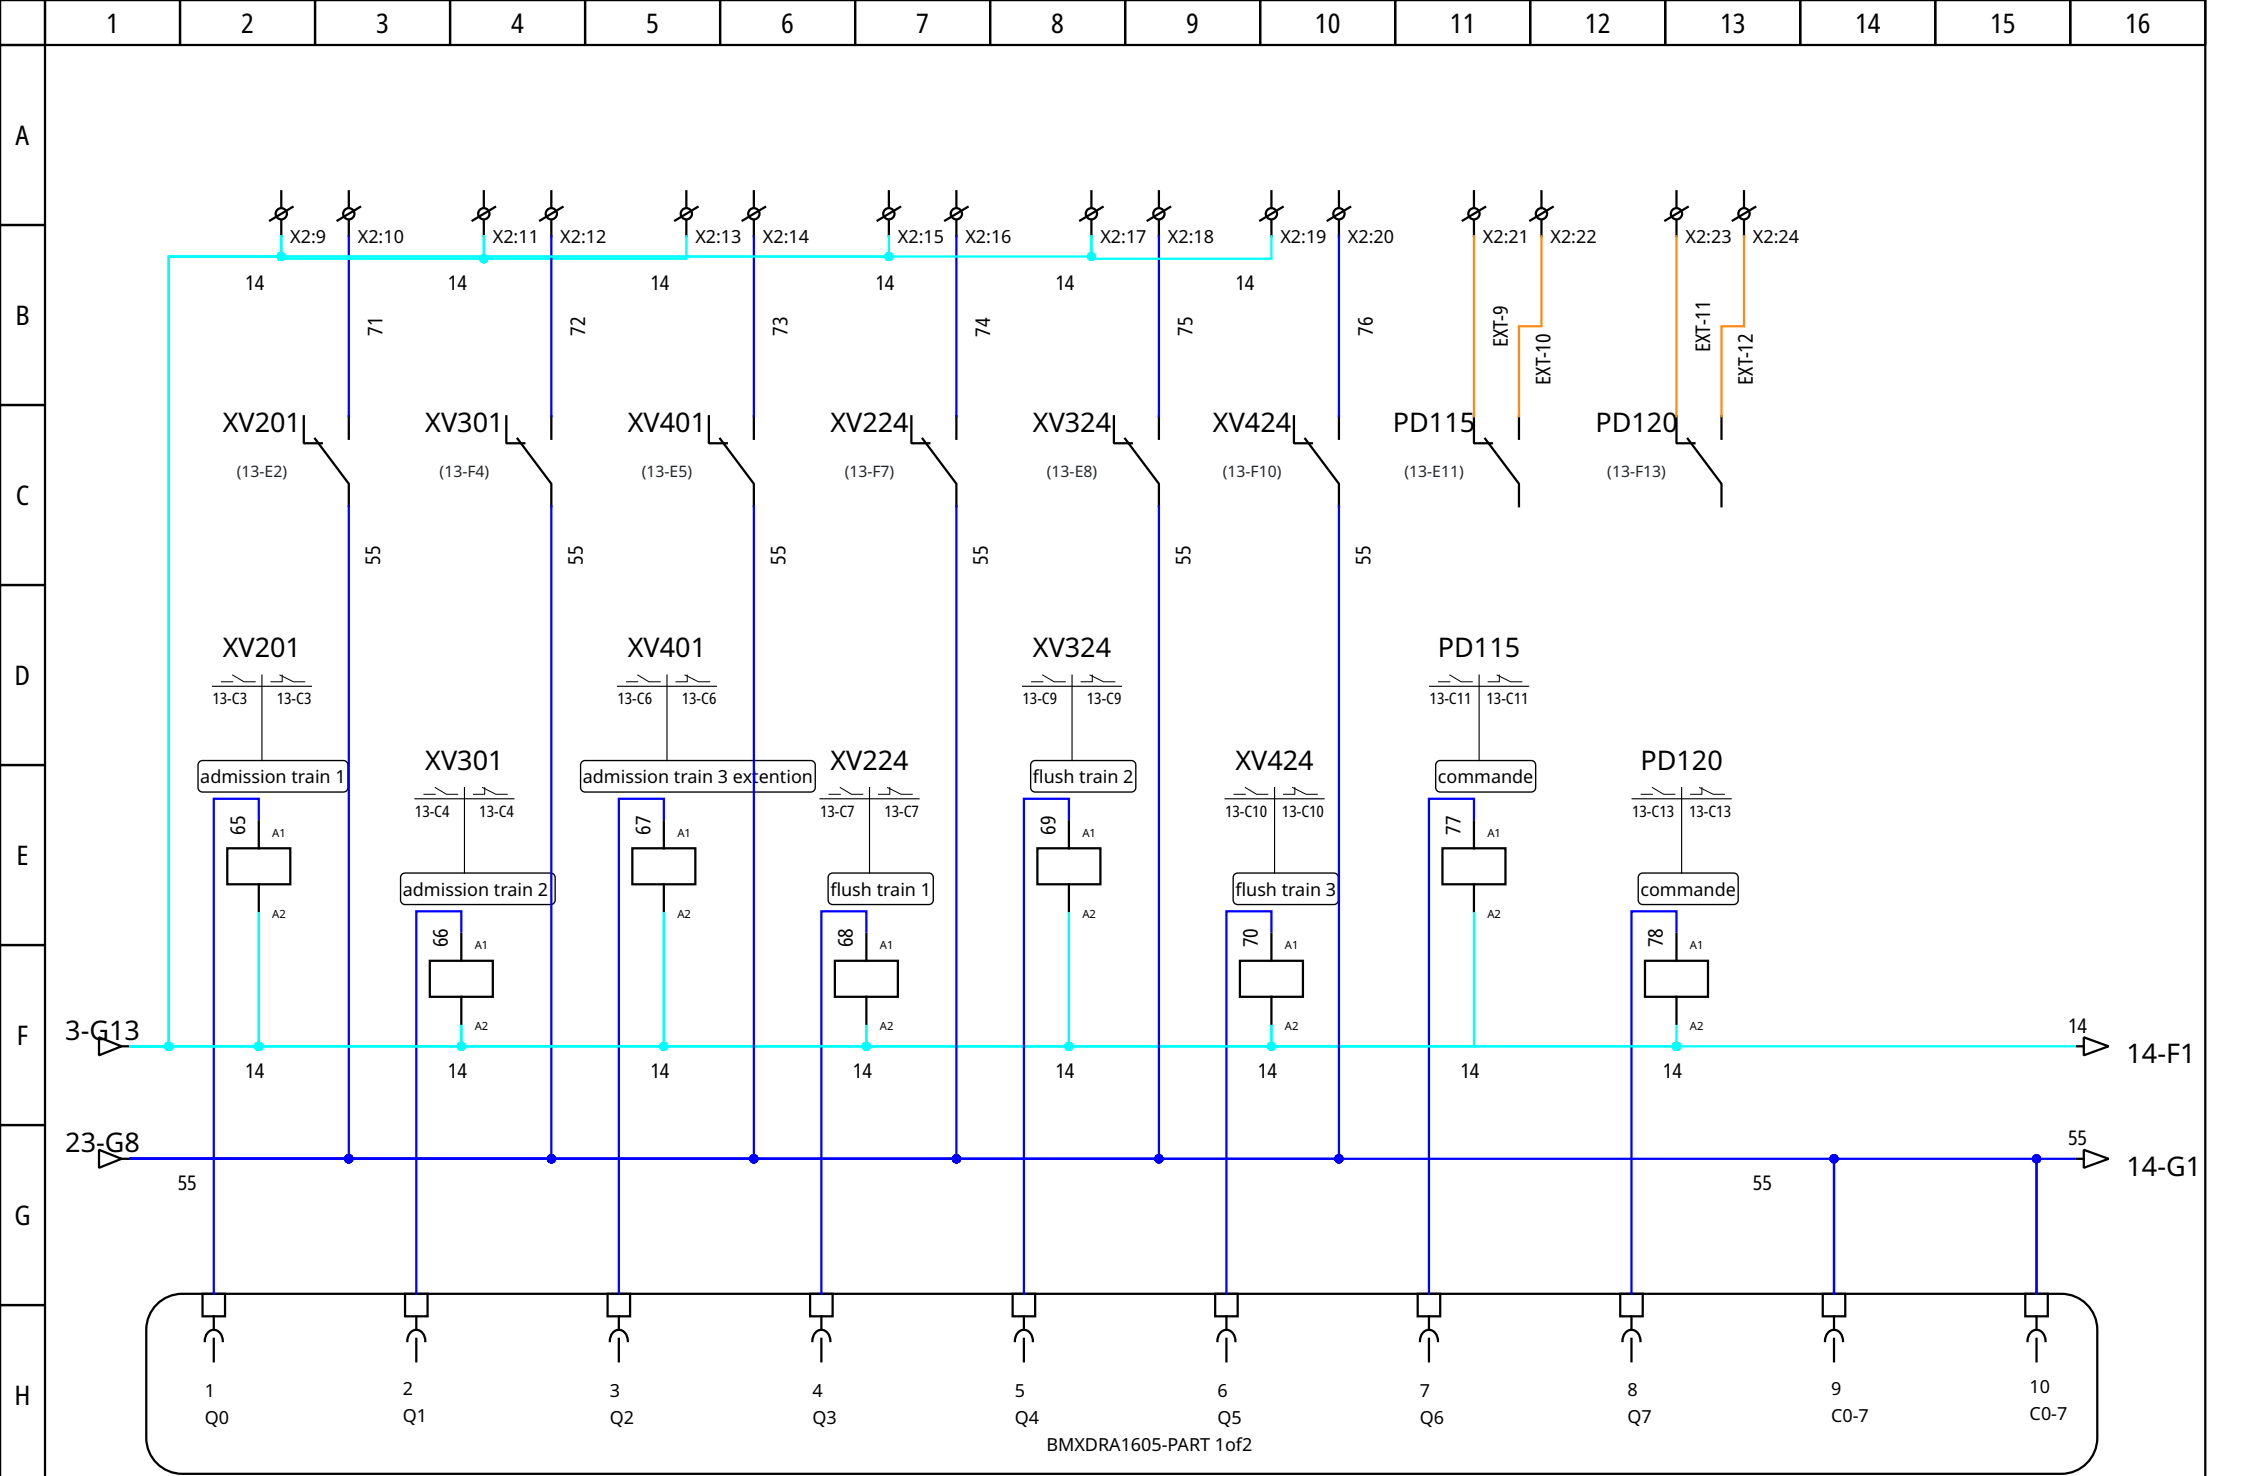 1 2 3 4 5 6 7 8 9 10 11 12 13 14 15 16
A
X2:9 X2:10 X2:11 X2:12 X2:13 X2:14 X2:15 X2:16 X2:17 X2:18 X2:19 X2:20 X2:21 X2:22 X2:23 X2:24
14 14 14 14 14 14
B
71 72 73 74 75 76 EXT-9 EXT-10 EXT-11 EXT-12
XV201 XV301 XV401 XV224 XV324 XV424 PD115 PD120
(13-E2) (13-F4) (13-E5) (13-F7) (13-E8) (13-F10) (13-E11) (13-F13)
C
55 55 55 55 55 55
XV201 XV401 XV324 PD115
D
13-C3 13-C3 13-C6 13-C6 13-C9 13-C9 13-C11 13-C11
XV301 XV224 XV424 PD120
admission train 1 admission train 3 extention flush train 2 commande
13-C4 13-C4 13-C7 13-C7 13-C10 13-C10 13-C13 13-C13
65 A1 67 A1 69 A1 77 A1
E
admission train 2 flush train 1 flush train 3 commande
A2 A2 A2 A2
66 A1 68 A1 70 A1 78 A1
F
3-G13 A2 A2 A2 A2 14
14-F1
14 14 14 14 14 14 14 14
23-G8 55
14-G1
55 55
G
H
1 2 3 4 5 6 7 8 9 10
Q0 Q1 Q2 Q3 Q4 Q5 Q6 Q7 C0-7 C0-7
BMXDRA1605-PART 1of2